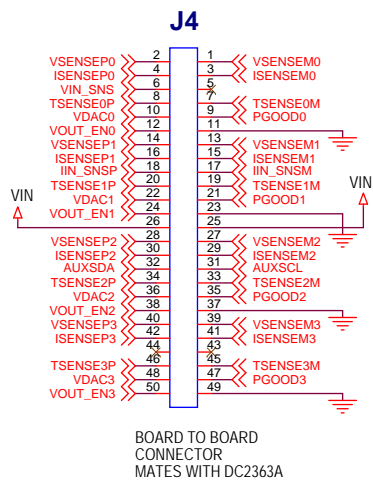 J4
VSENSEP0 2 1 VSENSEM0
ISENSEP0 4 3 ISENSEM0
VIN_SNS 6 5
TSENSE0P 8 7 TSENSE0M
VDAC0 10 9 PGOOD0
VOUT_EN0 12 11
VSENSEP1 14 13 VSENSEM1
ISENSEP1 16 15 ISENSEM1
IIN_SNSP 18 17 IIN_SNSM
TSENSE1P 20 19 TSENSE1M
VDAC1 22 21 PGOOD1
VOUT_EN1 24 23
VIN 26 25 VIN
VSENSEP2 28 27 VSENSEM2
ISENSEP2 30 29 ISENSEM2
AUXSDA 32 31 AUXSCL
TSENSE2P 34 33 TSENSE2M
VDAC2 36 35 PGOOD2
VOUT_EN2 38 37
VSENSEP3 40 39 VSENSEM3
ISENSEP3 42 41 ISENSEM3
44 43
TSENSE3P 46 45 TSENSE3M
VDAC3 48 47 PGOOD3
VOUT_EN3 50 49
BOARD TO BOARD
CONNECTOR
MATES WITH DC2363A